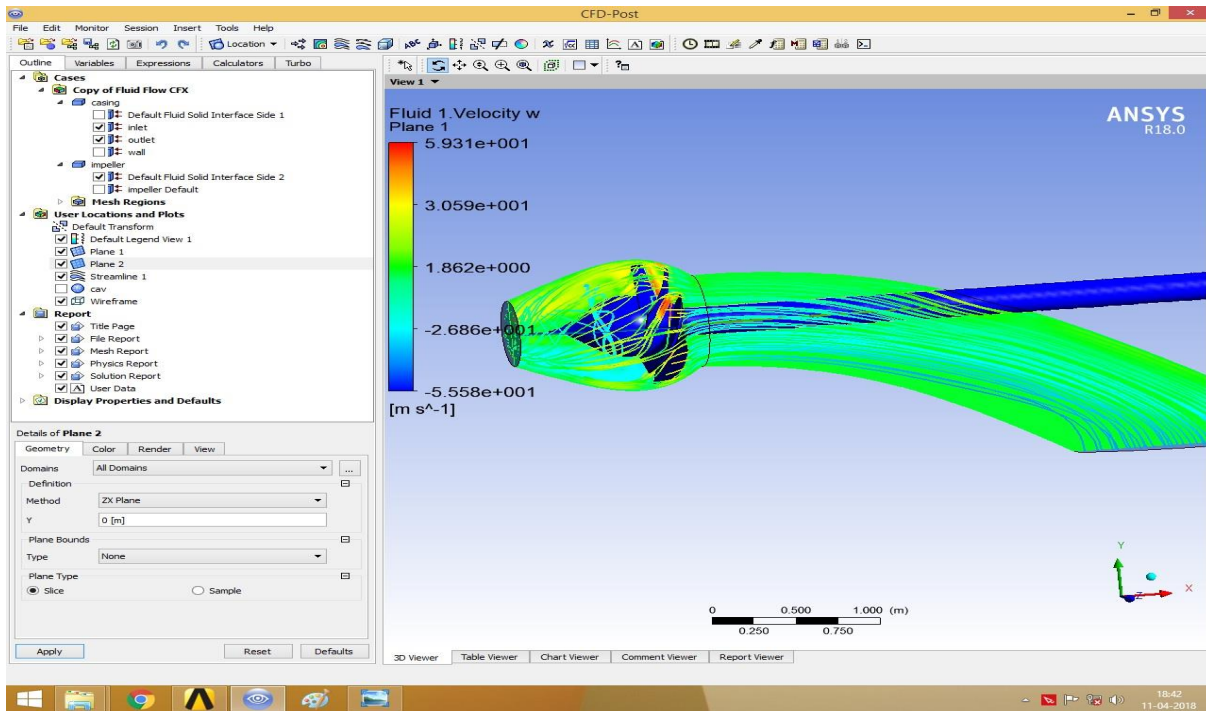 CFD-Post
File Edit Monitor Session Insert Tools Help
Location
Outline Variables Expressions Calculators Turbo
Cases
Copy of Fluid Flow CFX
casing
Default Fluid Solid Interface Side 1
inlet
outlet
wall
impeller
Default Fluid Solid Interface Side 2
impeller Default
Mesh Regions
User Locations and Plots
Default Transform
Default Legend View 1
Plane 1
Plane 2
Streamline 1
cav
Wireframe
Report
Title Page
File Report
Mesh Report
Physics Report
Solution Report
User Data
Display Properties and Defaults
Details of Plane 2
Geometry Color Render View
Domains All Domains ...
Definition
Method ZX Plane
Y 0 [m]
Plane Bounds
Type None
Plane Type
Slice Sample
Apply Reset Defaults
View 1
Fluid 1.Velocity w
Plane 1
5.931e+001
3.059e+001
1.862e+000
-2.686e+001
-5.558e+001
[m s^-1]
ANSYS
R18.0
Y
X
Z
0 0.500 1.000 (m)
0.250 0.750
3D Viewer Table Viewer Chart Viewer Comment Viewer Report Viewer
18:42
11-04-2018